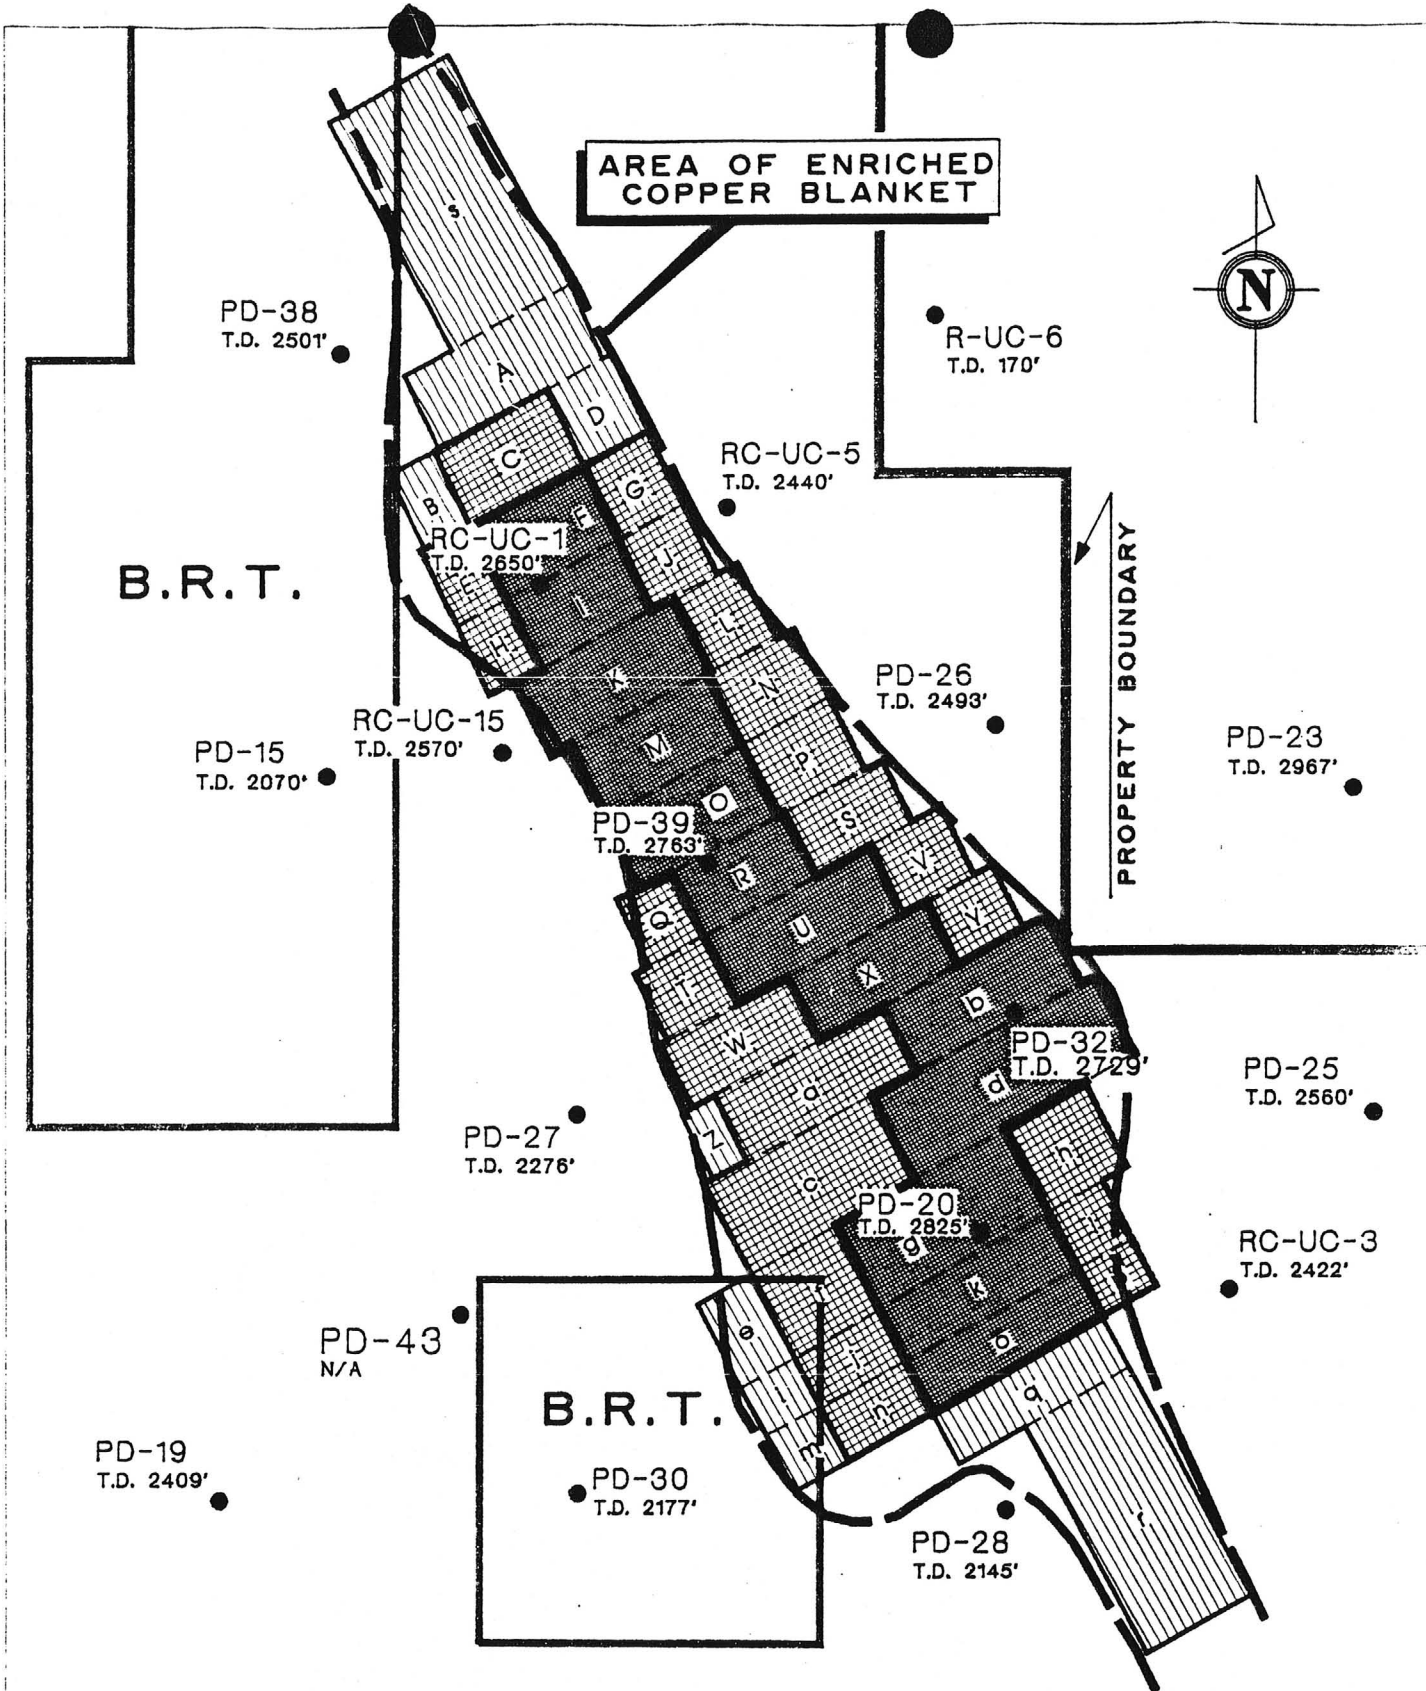 AREA OF ENRICHED
COPPER BLANKET
N
s
PD-38
T.D. 2501'
R-UC-6
T.D. 170'
A
D
C
RC-UC-5
T.D. 2440'
G
B
F
RC-UC-1
T.D. 2650'
J
B.R.T.
I
L
H
K
N
PD-26
T.D. 2493'
PROPERTY BOUNDARY
RC-UC-15
T.D. 2570'
M
PD-15
T.D. 2070'
P
PD-23
T.D. 2967'
O
S
PD-39
T.D. 2763'
R
V
Q
U
Y
T
X
b
W
PD-32
T.D. 2729'
a
d
PD-25
T.D. 2560'
PD-27
T.D. 2276'
Z
h
c
PD-20
T.D. 2825'
g
RC-UC-3
T.D. 2422'
k
PD-43
N/A
e
o
j
B.R.T.
q
n
m
PD-19
T.D. 2409'
PD-30
T.D. 2177'
r
PD-28
T.D. 2145'